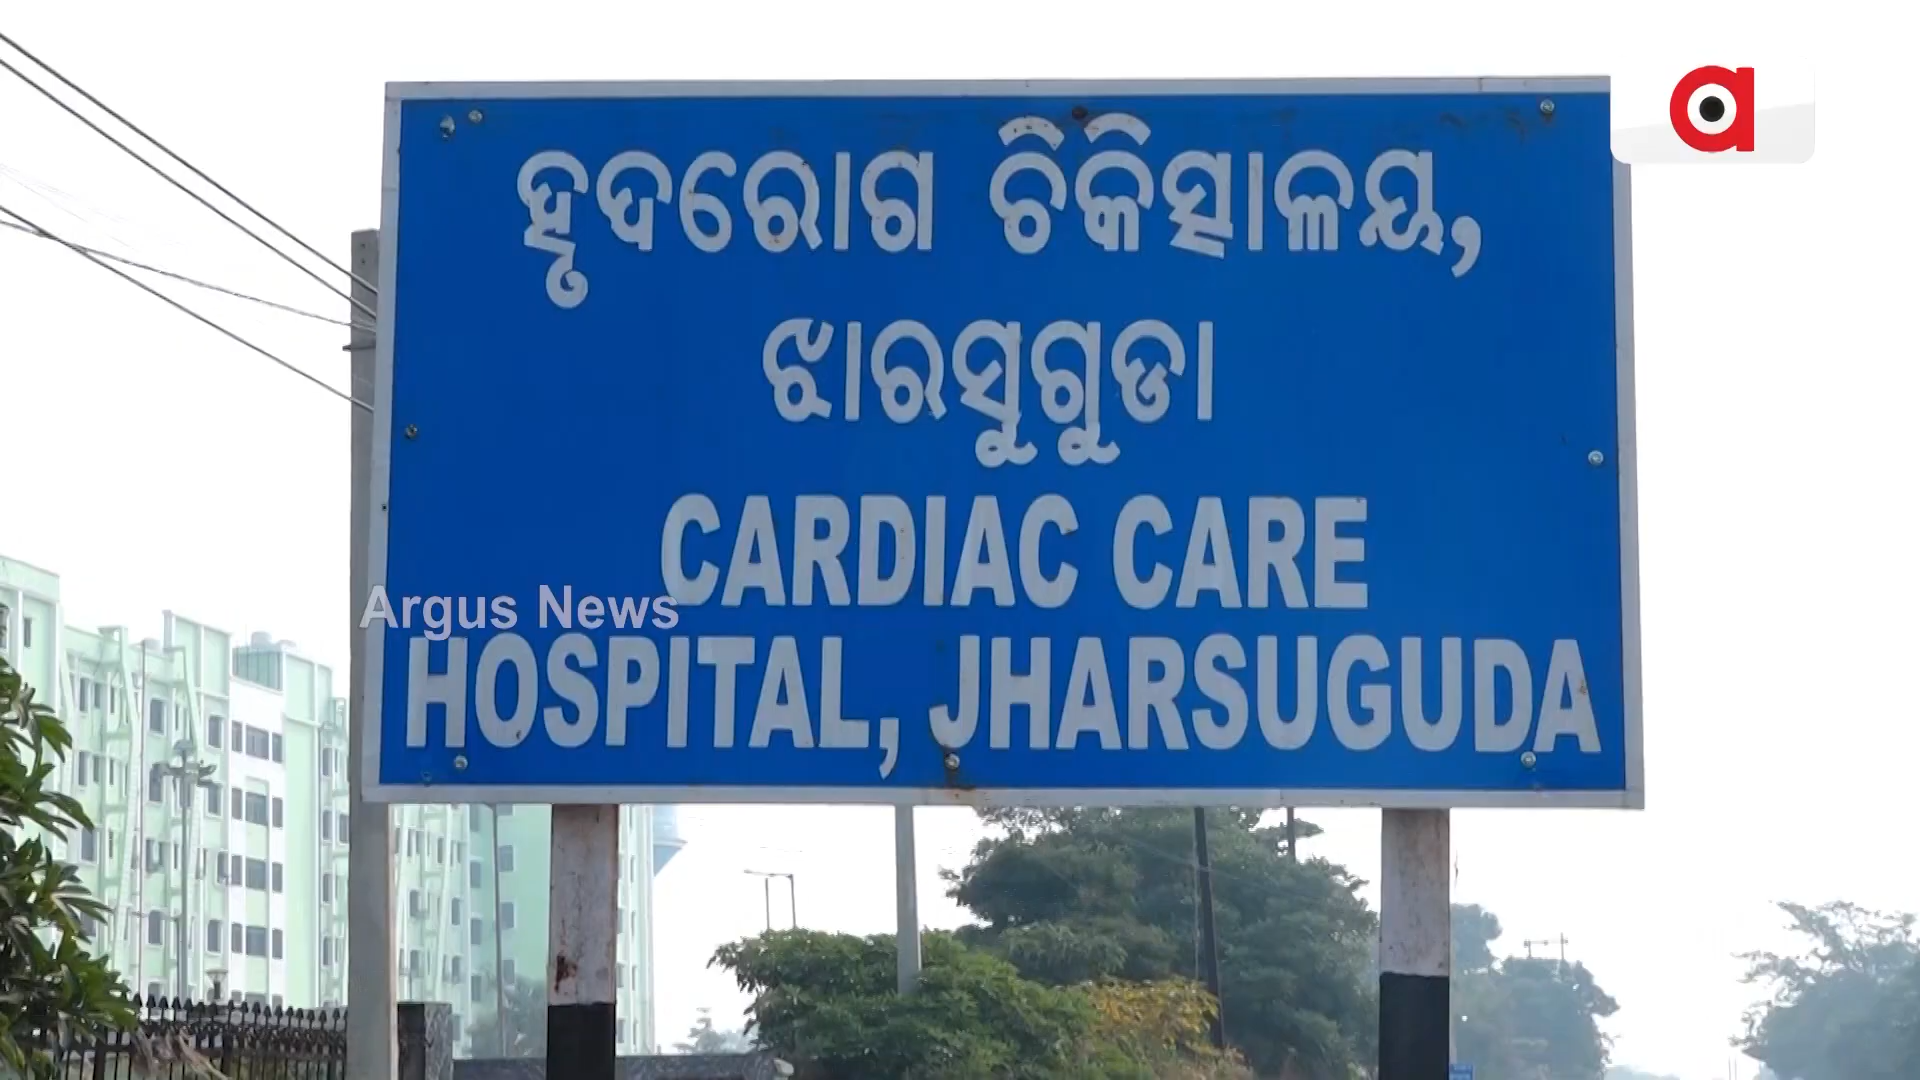 ହୃଦରୋଗ ଚିକିତ୍ସାଳୟ,
ଝାରସୁଗୁଡା
CARDIAC CARE
Argus News
HOSPITAL, JHARSUGUDA
a